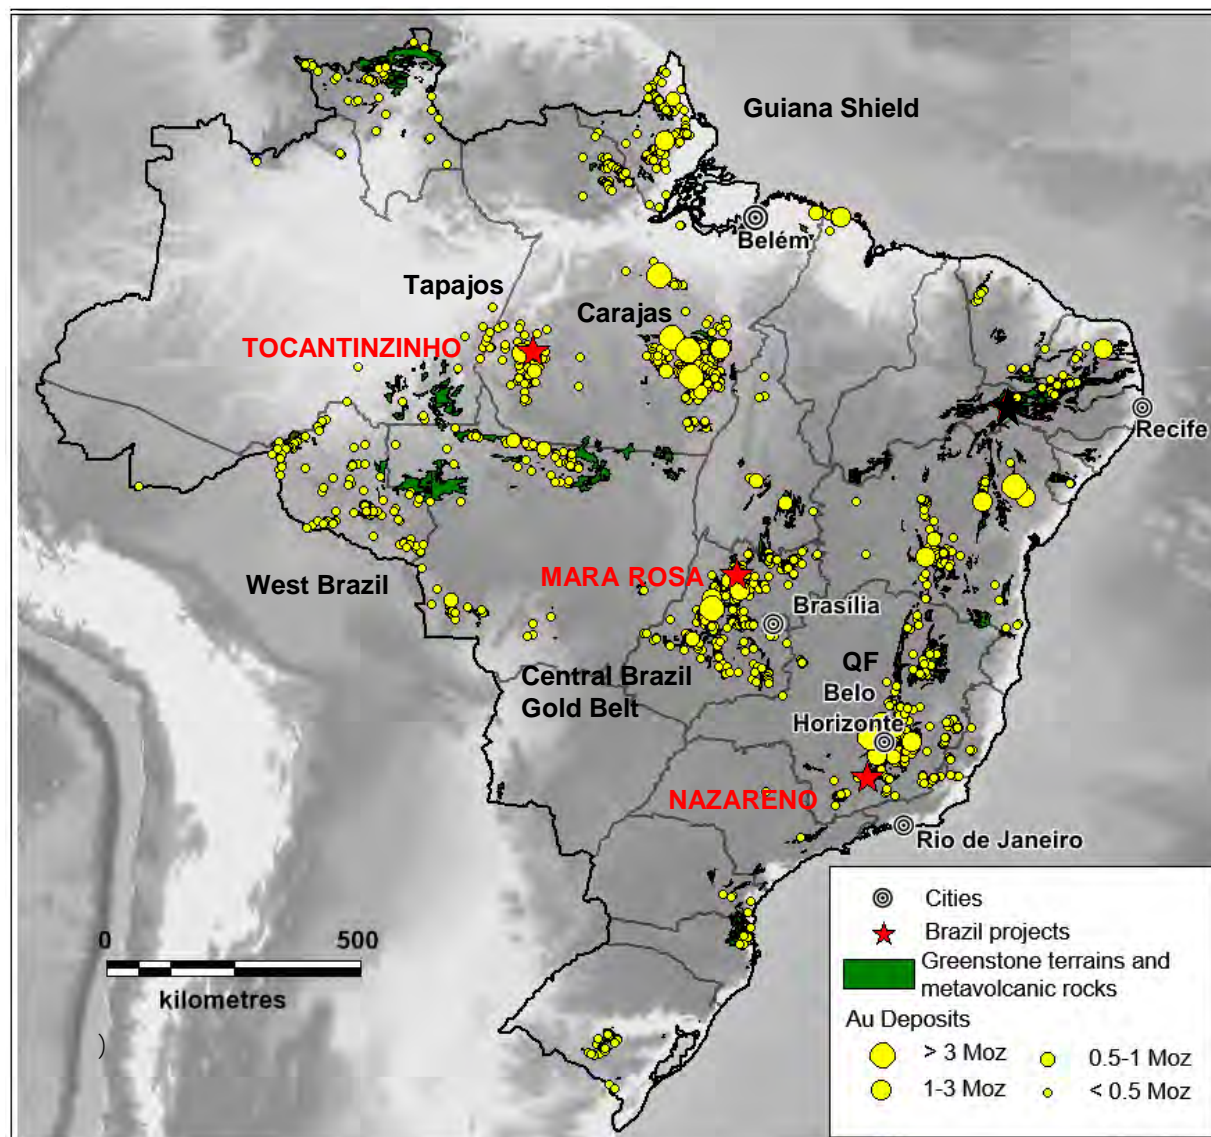 Guiana Shield
Belém
Tapajos
Carajas
TOCANTINZINHO
Recife
MARA ROSA
West Brazil
Brasília
Central Brazil
Gold Belt
QF
Belo
Horizonte
NAZARENO
Rio de Janeiro
0 500
kilometres
)
Cities
Brazil projects
Greenstone terrains and
metavolcanic rocks
Au Deposits
> 3 Moz
0.5-1 Moz
1-3 Moz
< 0.5 Moz